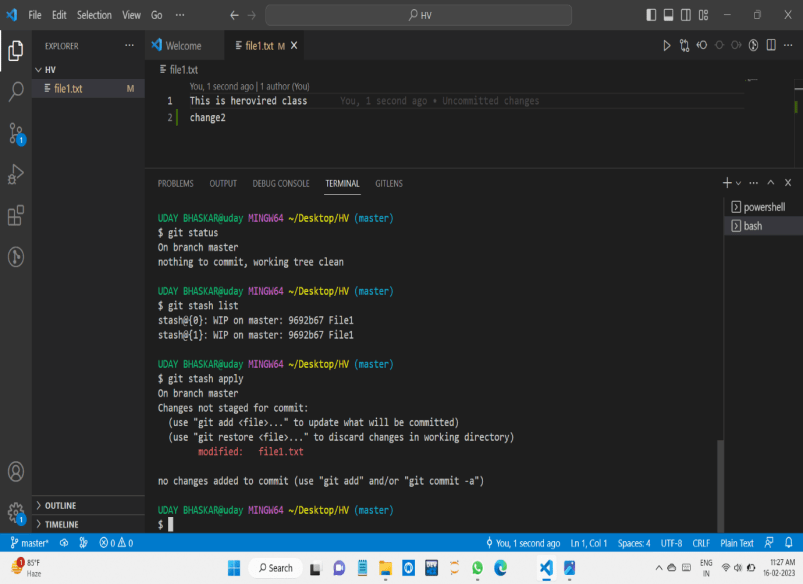 File Edit Selection View Go ··· HV
EXPLORER ···
HV
file1.txt M
Welcome file1.txt M
file1.txt
You, 1 second ago | 1 author (You)
1 This is herovired class You, 1 second ago • Uncommitted changes
2 change2
PROBLEMS OUTPUT DEBUG CONSOLE TERMINAL GITLENS
powershell
bash
UDAY BHASKAR@uday MINGW64 ~/Desktop/HV (master)
$ git status
On branch master
nothing to commit, working tree clean
UDAY BHASKAR@uday MINGW64 ~/Desktop/HV (master)
$ git stash list
stash@{0}: WIP on master: 9692b67 File1
stash@{1}: WIP on master: 9692b67 File1
UDAY BHASKAR@uday MINGW64 ~/Desktop/HV (master)
$ git stash apply
On branch master
Changes not staged for commit:
(use "git add <file>..." to update what will be committed)
(use "git restore <file>..." to discard changes in working directory)
modified: file1.txt
no changes added to commit (use "git add" and/or "git commit -a")
UDAY BHASKAR@uday MINGW64 ~/Desktop/HV (master)
$
1
1
OUTLINE
TIMELINE
master* 0 0 You, 1 second ago Ln 1, Col 1 Spaces: 4 UTF-8 CRLF Plain Text
1 85°F
Haze
Search
ENG
IN
11:27 AM
16-02-2023